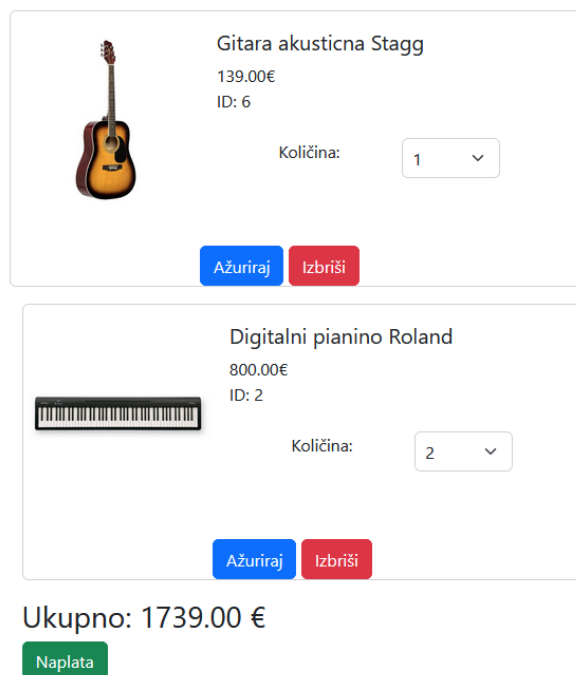 Gitara akusticna Stagg
139.00€
ID: 6
Količina:
1
Ažuriraj Izbriši
Digitalni pianino Roland
800.00€
ID: 2
Količina:
2
Ažuriraj Izbriši
Ukupno: 1739.00 €
Naplata